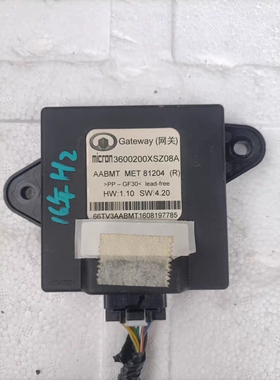 Gateway (网关)
micron 3600200XSZ08A
AABMT MET 81204 (R)
>PP-GF30< lead-free
HW:1.10 SW:4.20
66TV3AABMT1608197785
16年H2